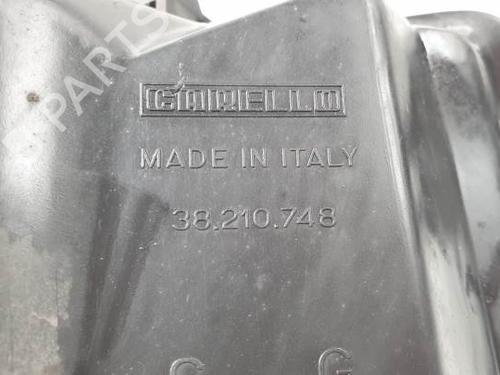 CARELLO
MADE IN ITALY
38.210.748
C G